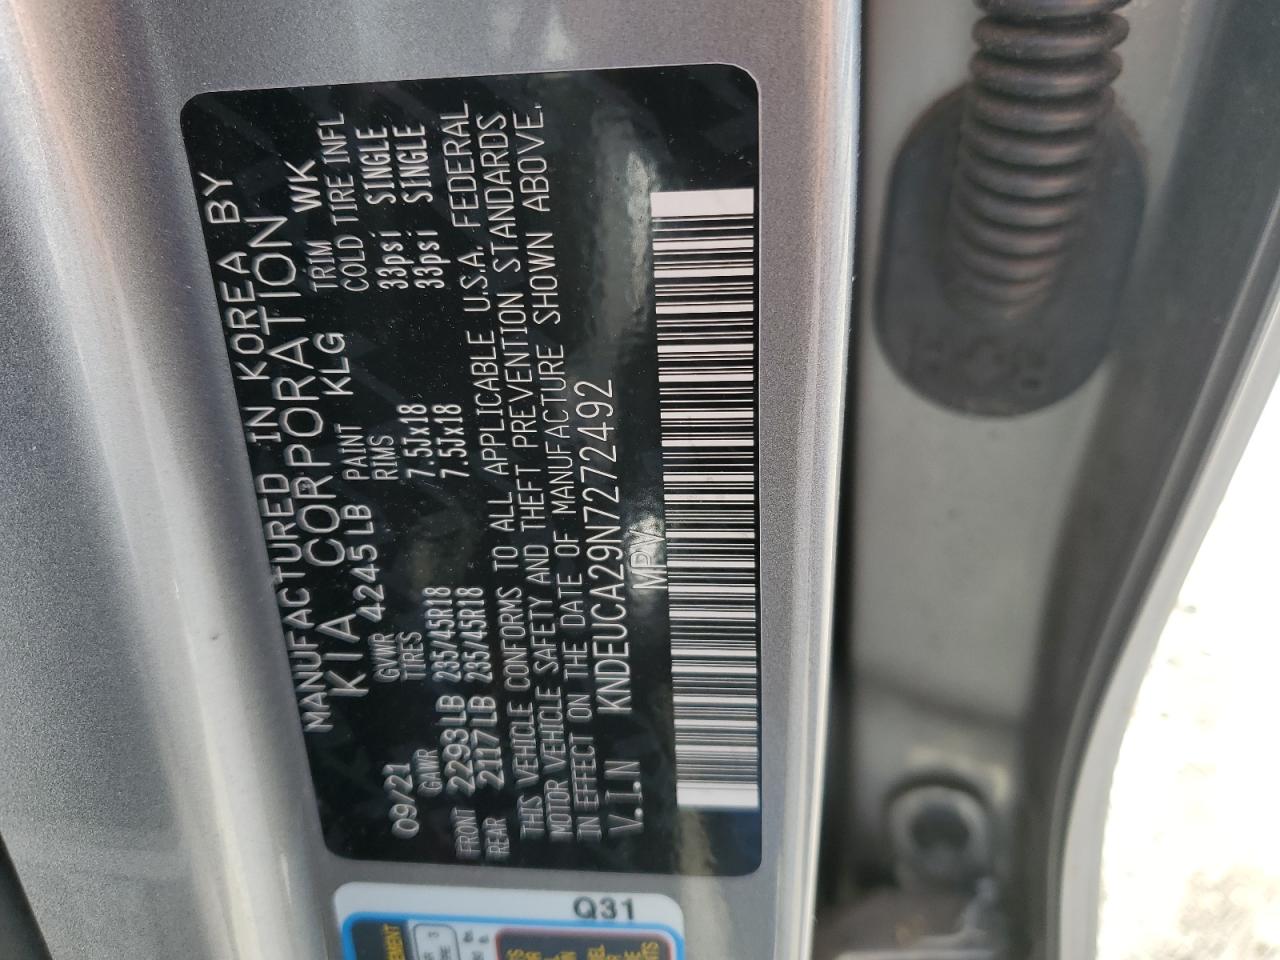 MANUFACTURED IN KOREA BY
KIA CORPORATION
09/21 GVWR 4245LB PAINT KLG TRIM WK
GAWR TIRES RIMS COLD TIRE INFL
FRONT 2293LB 235/45R18 7.5Jx18 33psi SINGLE
REAR 2117LB 235/45R18 7.5Jx18 33psi SINGLE
THIS VEHICLE CONFORMS TO ALL APPLICABLE U.S.A. FEDERAL
MOTOR VEHICLE SAFETY AND THEFT PREVENTION STANDARDS
IN EFFECT ON THE DATE OF MANUFACTURE SHOWN ABOVE.
V.I.N KNDEUCA29N7272492
MPV
Q31